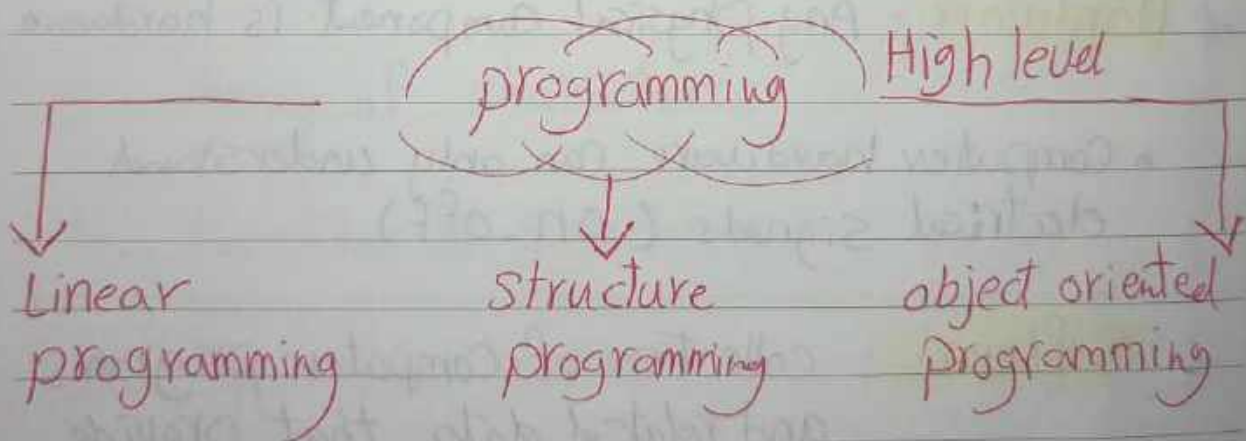 programming High level
Linear structure object oriented
programming programming programming